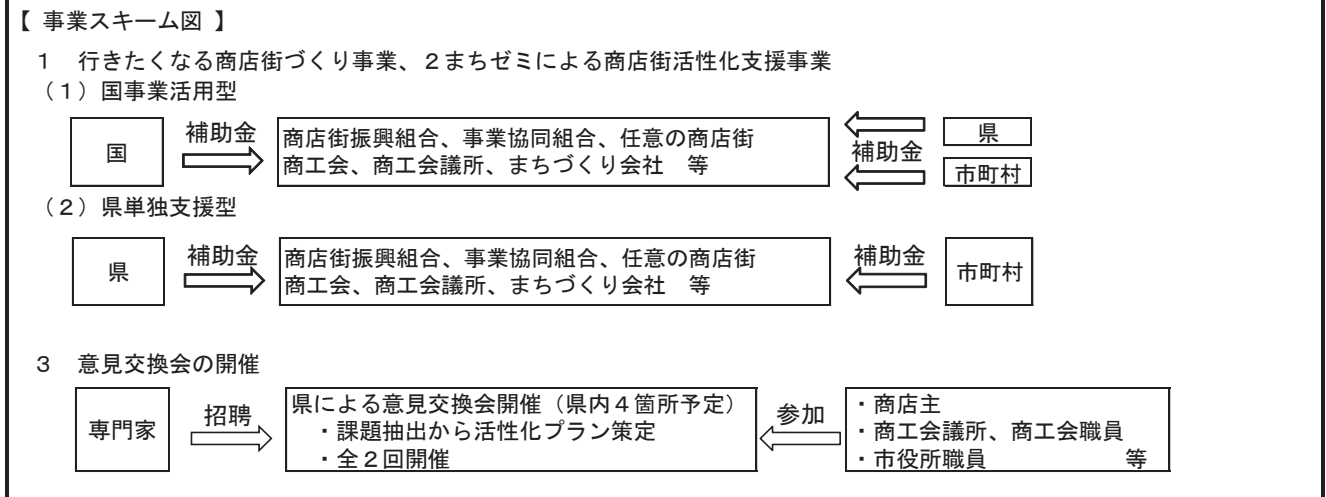 【 事業スキーム図 】
1 行きたくなる商店街づくり事業、2まちゼミによる商店街活性化支援事業
（1）国事業活用型
国
補助金
商店街振興組合、事業協同組合、任意の商店街
商工会、商工会議所、まちづくり会社 等
補助金
県
市町村
（2）県単独支援型
県
補助金
商店街振興組合、事業協同組合、任意の商店街
商工会、商工会議所、まちづくり会社 等
補助金
市町村
3 意見交換会の開催
専門家
招聘
県による意見交換会開催（県内4箇所予定）
・課題抽出から活性化プラン策定
・全2回開催
参加
・商店主
・商工会議所、商工会職員
・市役所職員 等